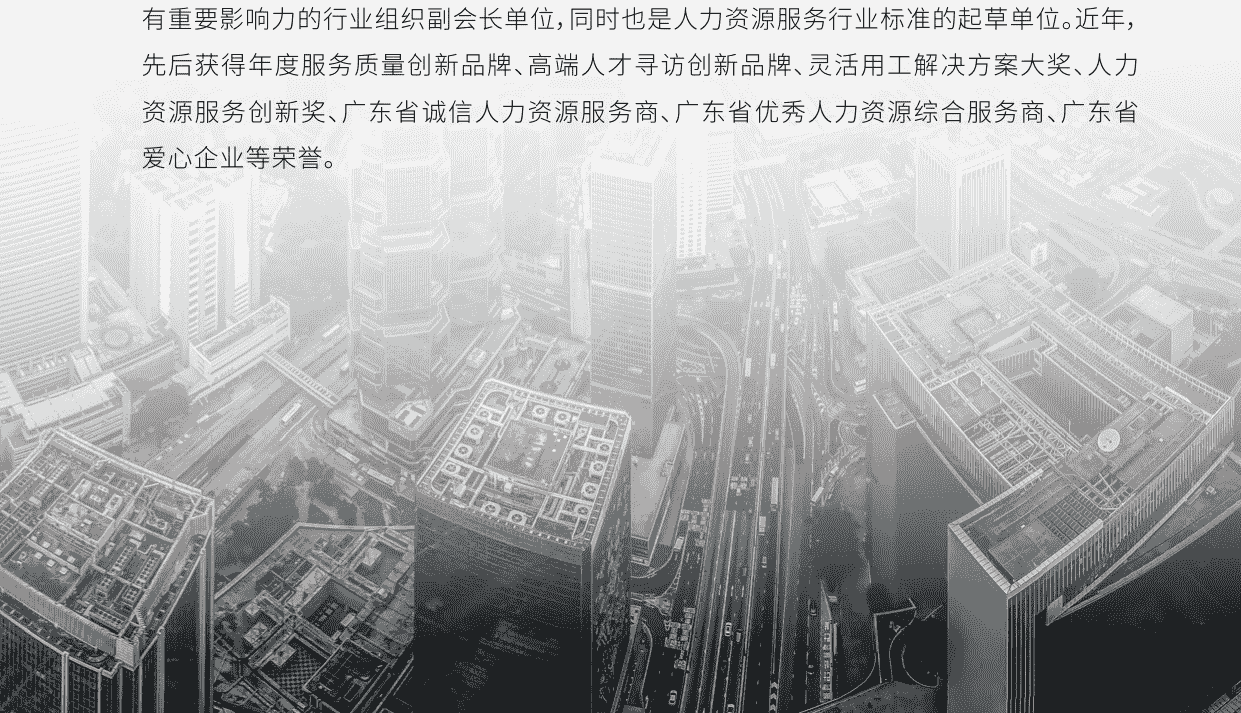 有重要影响力的行业组织副会长单位，同时也是人力资源服务行业标准的起草单位。近年，
先后获得年度服务质量创新品牌、高端人才寻访创新品牌、灵活用工解决方案大奖、人力
资源服务创新奖、广东省诚信人力资源服务商、广东省优秀人力资源综合服务商、广东省
爱心企业等荣誉。